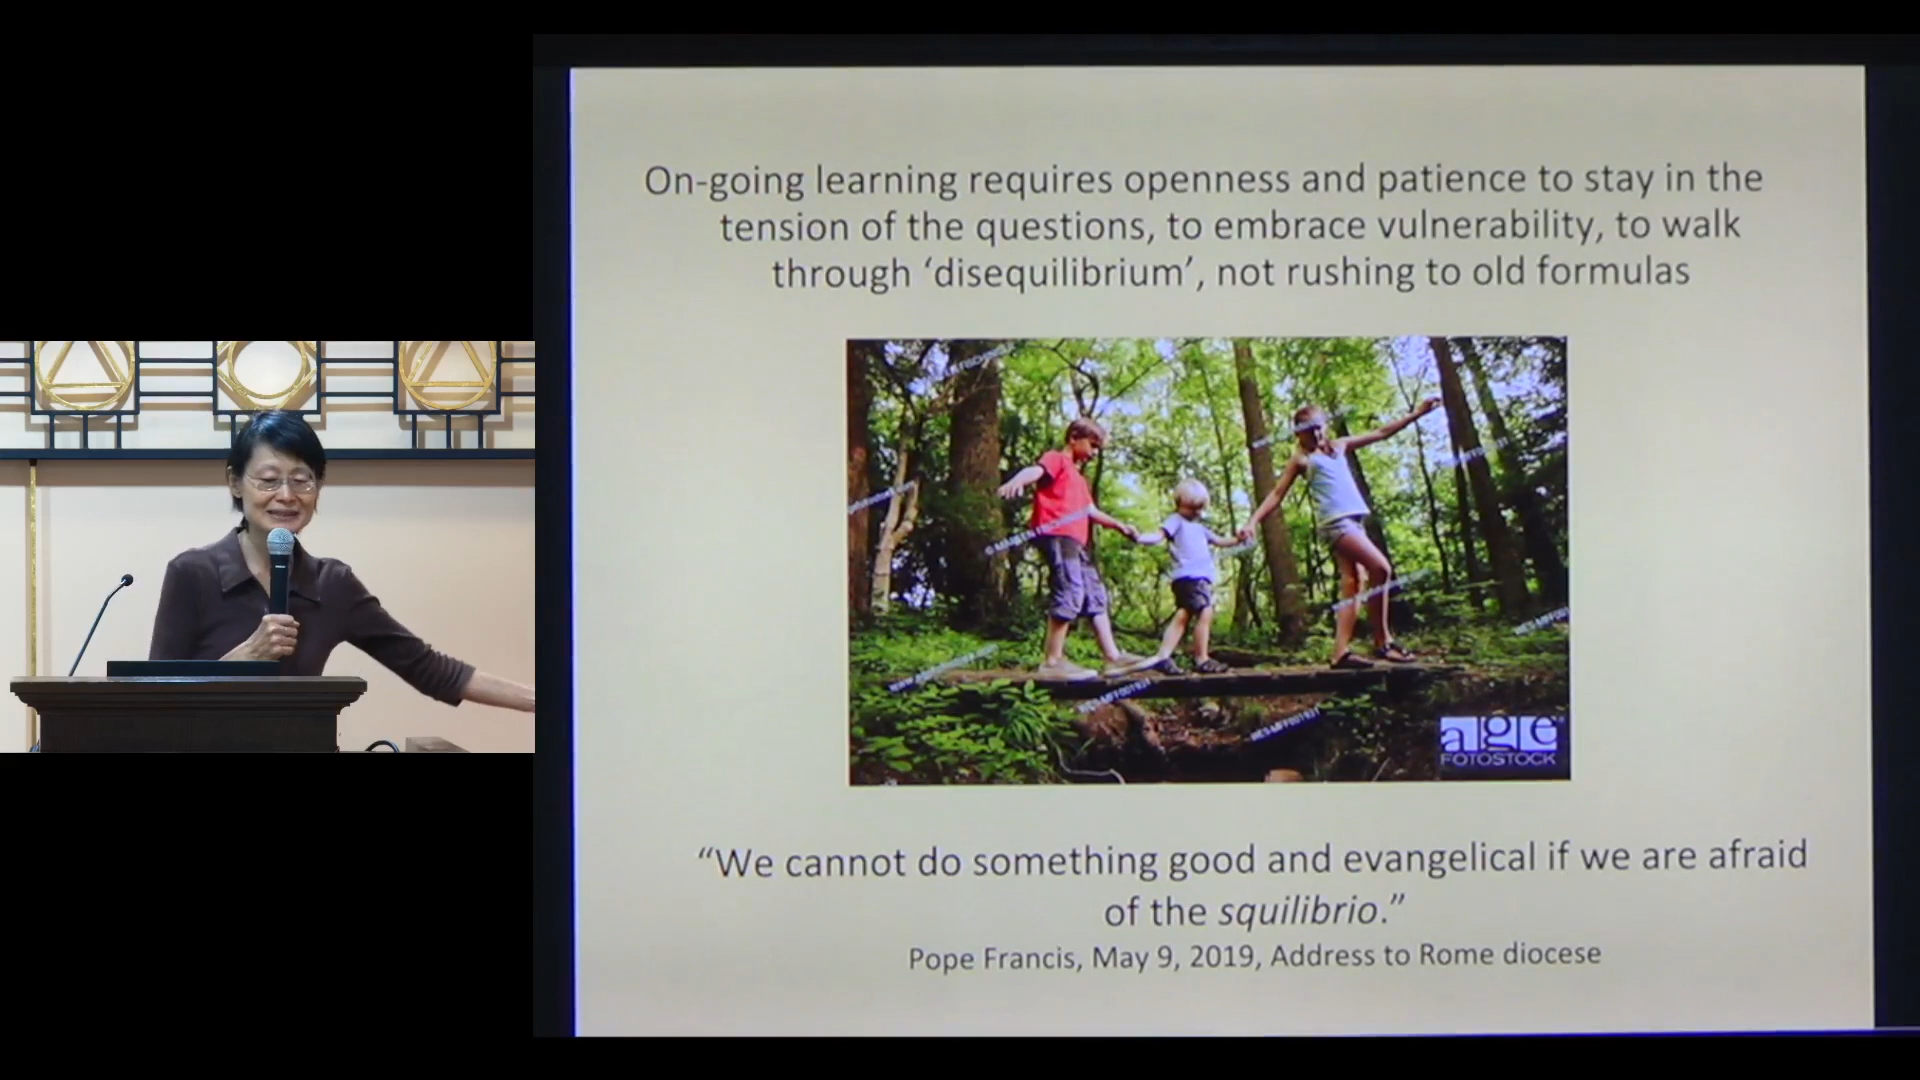 On-going learning requires openness and patience to stay in the
tension of the questions, to embrace vulnerability, to walk
through ‘disequilibrium’, not rushing to old formulas
age
FOTOSTOCK
“We cannot do something good and evangelical if we are afraid
of the squilibrio.”
Pope Francis, May 9, 2019, Address to Rome diocese